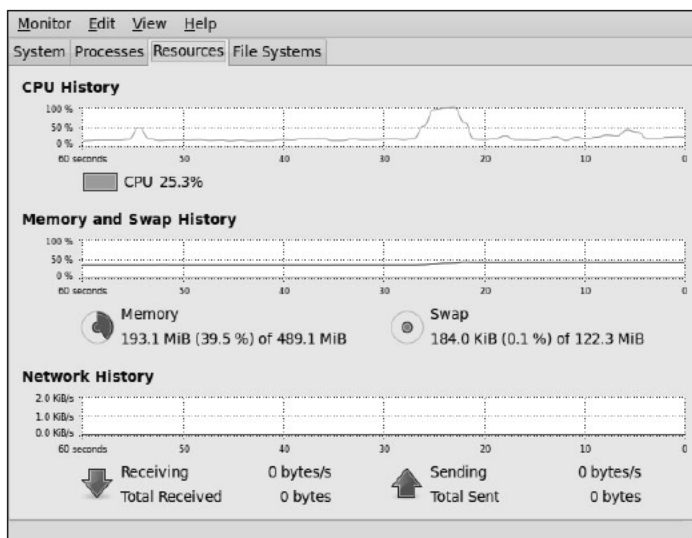 Monitor Edit View Help
System Processes Resources File Systems
CPU History
100 %
50 %
0 %
60 seconds 50 40 30 20 10 0
CPU 25.3%
Memory and Swap History
100 %
50 %
0 %
60 seconds 50 40 30 20 10 0
Memory
193.1 MiB (39.5 %) of 489.1 MiB
Swap
184.0 KiB (0.1 %) of 122.3 MiB
Network History
2.0 KiB/s
1.0 KiB/s
0.0 KiB/s
60 seconds 50 40 30 20 10 0
Receiving 0 bytes/s
Total Received 0 bytes
Sending 0 bytes/s
Total Sent 0 bytes